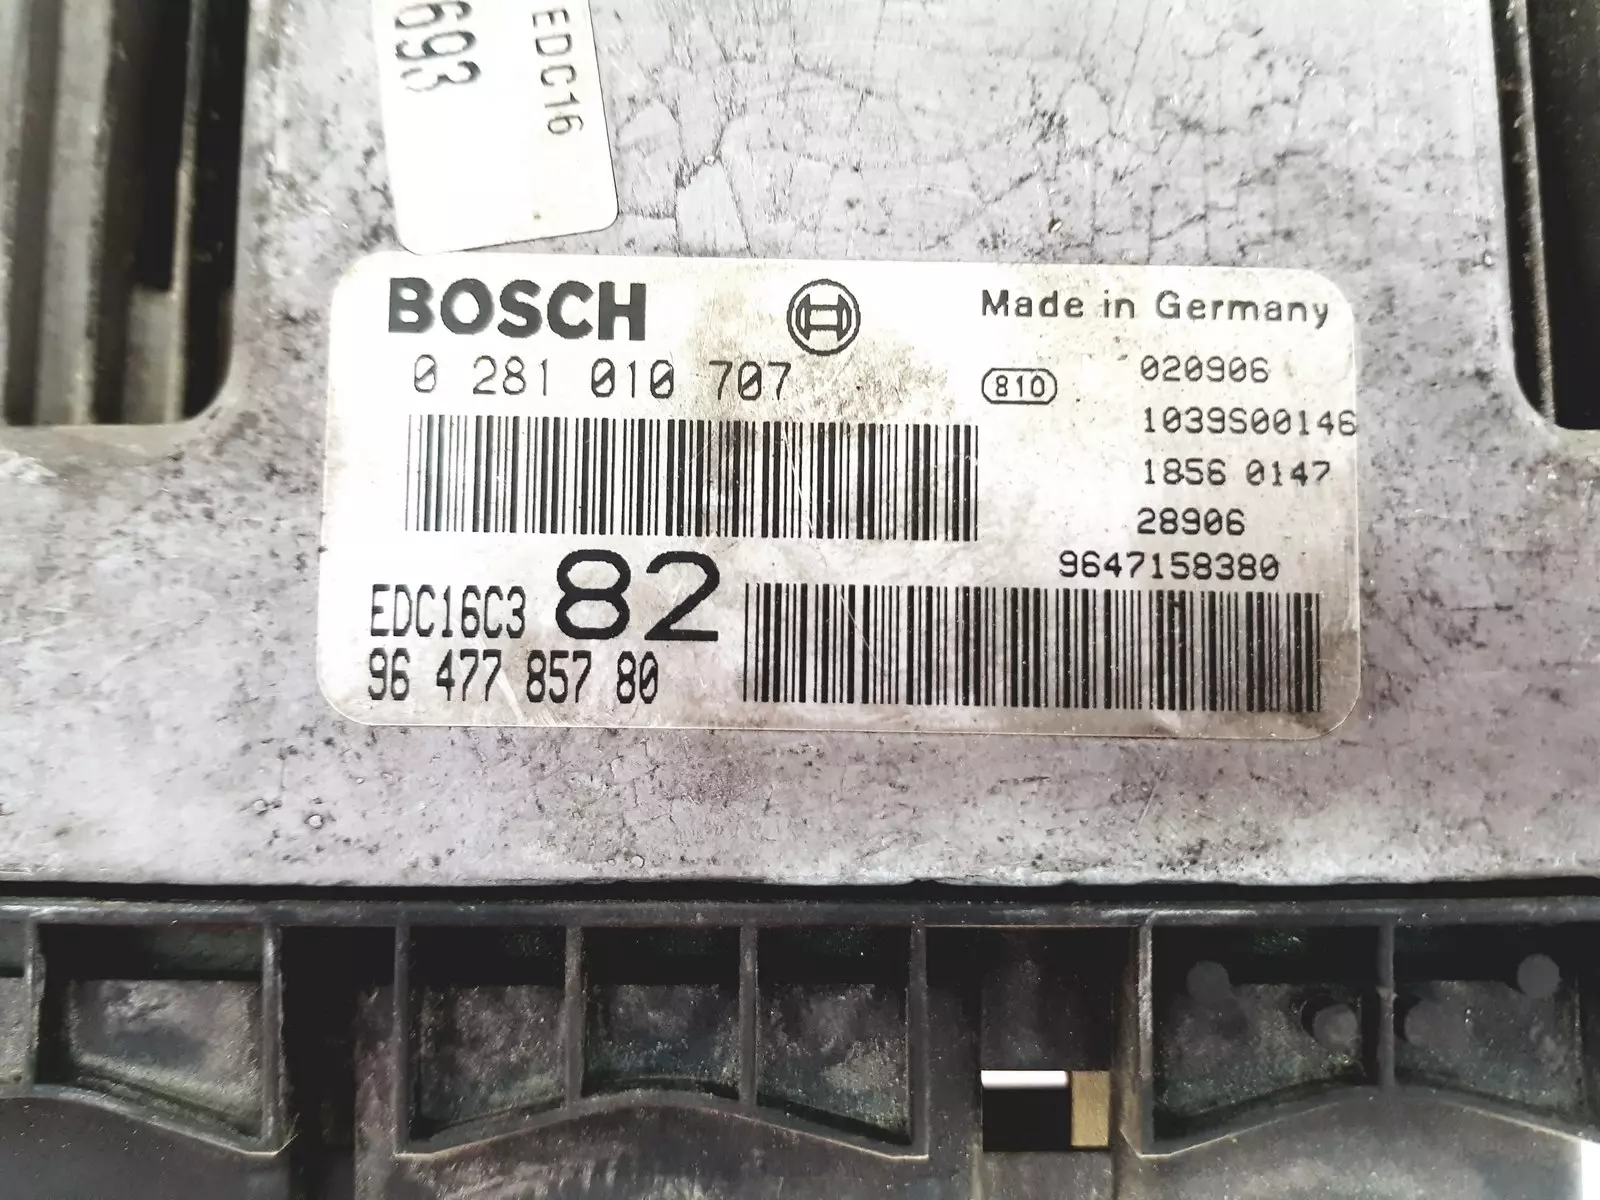 693
EDC16
BOSCH
Made in Germany
0 281 010 707
810
020906
1039S00146
1856 0147
28906
9647158380
EDC16C3 82
96 477 857 80